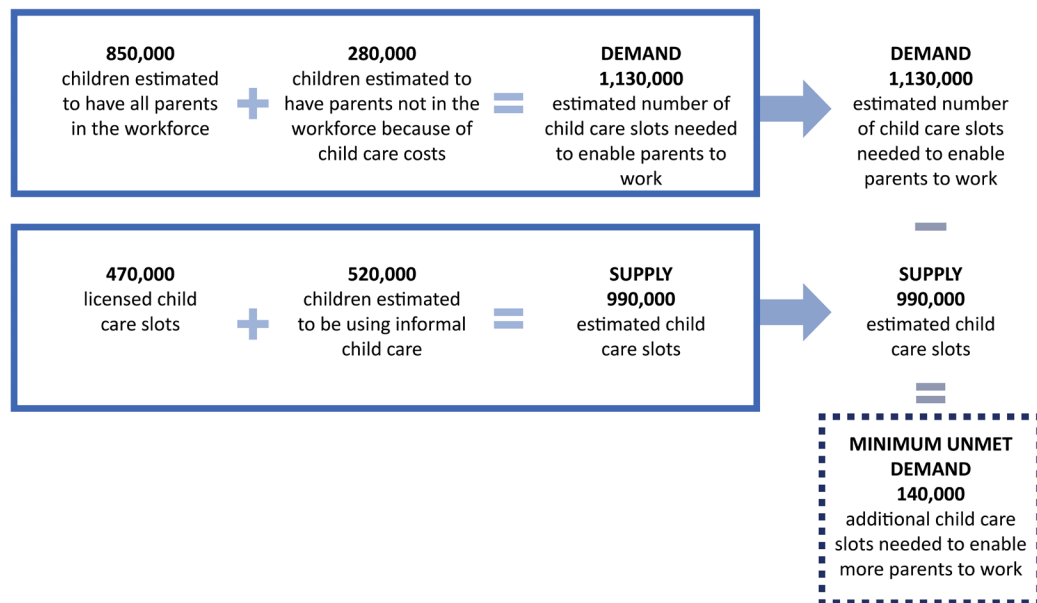 850,000
children estimated
to have all parents
in the workforce
+
280,000
children estimated to
have parents not in the
workforce because of
child care costs
=
DEMAND
1,130,000
estimated number of
child care slots needed
to enable parents to
work
DEMAND
1,130,000
estimated number
of child care slots
needed to enable
parents to work
–
470,000
licensed child
care slots
+
520,000
children estimated
to be using informal
child care
=
SUPPLY
990,000
estimated child
care slots
SUPPLY
990,000
estimated child
care slots
=
MINIMUM UNMET
DEMAND
140,000
additional child care
slots needed to enable
more parents to work